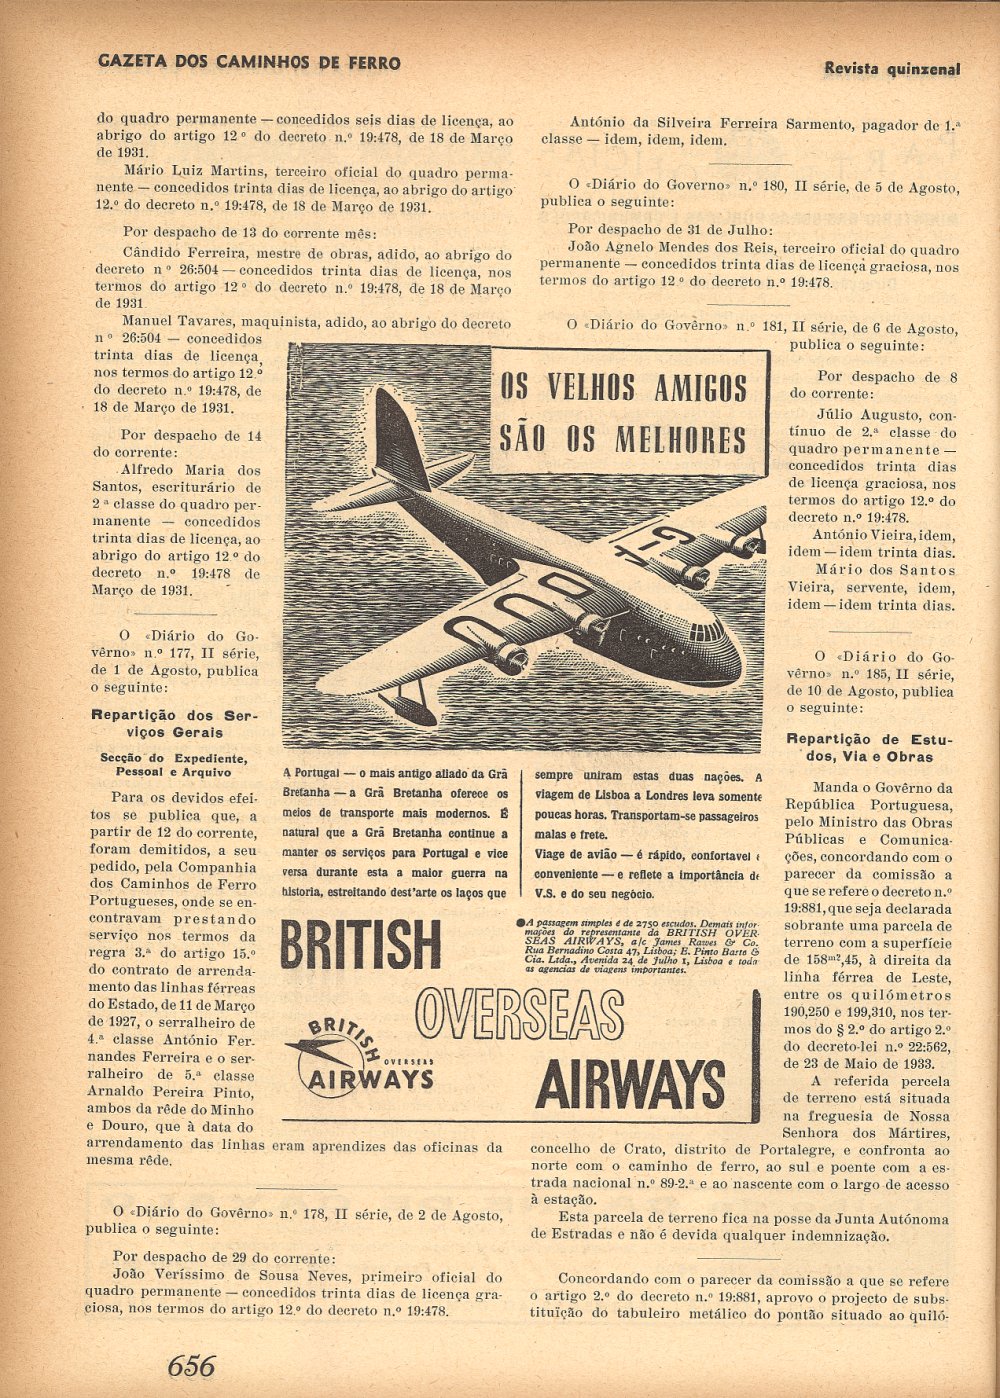 GAZETA DOS CAMINHOS DE FERRO
Revista quinzenal
do quadro permanente — concedidos seis dias de licença, ao
abrigo do artigo 12 º do decreto n.º 19:478, de 18 de Março
de 1931.
Mário Luiz Martins, terceiro oficial do quadro perma-
nente — concedidos trinta dias de licença, ao abrigo do artigo
12.º do decreto n.º 19:478, de 18 de Março de 1931.
Por despacho de 13 do corrente mês:
Cândido Ferreira, mestre de obras, adido, ao abrigo do
decreto n º 26:504 — concedidos trinta dias de licença, nos
termos do artigo 12 º do decreto n.º 19:478, de 18 de Março
de 1931
Manuel Tavares, maquinista, adido, ao abrigo do decreto
n º 26:504 — concedidos
trinta dias de licença,
nos termos do artigo 12.º
do decreto n.º 19:478, de
18 de Março de 1931.
Por despacho de 14
do corrente:
Alfredo Maria dos
Santos, escriturário de
2 ª classe do quadro per-
manente — concedidos
trinta dias de licença, ao
abrigo do artigo 12 º do
decreto n.º 19:478 de
Março de 1931.
O «Diário do Go-
vêrno» n.º 177, II série,
de 1 de Agosto, publica
o seguinte:
Repartição dos Ser-
viços Gerais
Secção do Expediente,
Pessoal e Arquivo
Para os devidos efei-
tos se publica que, a
partir de 12 do corrente,
foram demitidos, a seu
pedido, pela Companhia
dos Caminhos de Ferro
Portugueses, onde se en-
contravam prestando
serviço nos termos da
regra 3.ª do artigo 15.º
do contrato de arrenda-
mento das linhas férreas
do Estado, de 11 de Março
de 1927, o serralheiro de
4.ª classe António Fer-
nandes Ferreira e o ser-
ralheiro de 5.ª classe
Arnaldo Pereira Pinto,
ambos da rêde do Minho
e Douro, que à data do
arrendamento das linhas eram aprendizes das oficinas da
mesma rêde.
O «Diário do Govêrno» n.º 178, II série, de 2 de Agosto,
publica o seguinte:
Por despacho de 29 do corrente:
João Veríssimo de Sousa Neves, primeiro oficial do
quadro permanente — concedidos trinta dias de licença gra-
ciosa, nos termos do artigo 12.º do decreto n.º 19:478.
OS VELHOS AMIGOS
SÃO OS MELHORES
A Portugal — o mais antigo aliado da Grã
Bretanha — a Grã Bretanha oferece os
meios de transporte mais modernos. É
natural que a Grã Bretanha continue a
manter os serviços para Portugal e vice
versa durante esta a maior guerra na
história, estreitando dest'arte os laços que
sempre uniram estas duas nações. A
viagem de Lisboa a Londres leva somente
poucas horas. Transportam-se passageiros
malas e frete.
Viage de avião — é rápido, confortavel e
conveniente — e reflete a importância de
V.S. e do seu negócio.
●A passagem simples é de 2750 escudos. Demais infor-
mações do representante da BRITISH OVER-
SEAS AIRWAYS, a/c James Rawes & Co.
Rua Bernadino Costa 47, Lisboa; E. Pinto Basto &
Cia. Ltda., Avenida 24 de Julho 1, Lisboa e todas
as agencias de viagens importantes.
BRITISH
OVERSEAS
AIRWAYS
BRITISH
OVERSEAS
AIRWAYS
António da Silveira Ferreira Sarmento, pagador de 1.ª
classe — idem, idem, idem.
O «Diário do Governo» n.º 180, II série, de 5 de Agosto,
publica o seguinte:
Por despacho de 31 de Julho:
João Agnelo Mendes dos Reis, terceiro oficial do quadro
permanente — concedidos trinta dias de licença graciosa, nos
termos do artigo 12 º do decreto n.º 19:478.
O «Diário do Govêrno» n.º 181, II série, de 6 de Agosto,
publica o seguinte:
Por despacho de 8
do corrente:
Júlio Augusto, con-
tínuo de 2.ª classe do
quadro permanente —
concedidos trinta dias
de licença graciosa, nos
termos do artigo 12.º do
decreto n.º 19:478.
António Vieira, idem,
idem — idem trinta dias.
Mário dos Santos
Vieira, servente, idem,
idem — idem trinta dias.
O «Diário do Go-
vêrno» n.º 185, II série,
de 10 de Agosto, publica
o seguinte:
Repartição de Estu-
dos, Via e Obras
Manda o Govêrno da
República Portuguesa,
pelo Ministro das Obras
Públicas e Comunica-
ções, concordando com o
parecer da comissão a
que se refere o decreto n.º
19:881, que seja declarada
sobrante uma parcela de
terreno com a superfície
de 158m²,45, à direita da
linha férrea de Leste,
entre os quilómetros
190,250 e 199,310, nos ter-
mos do § 2.º do artigo 2.º
do decreto-lei n.º 22:562,
de 23 de Maio de 1933.
A referida parcela
de terreno está situada
na freguesia de Nossa
Senhora dos Mártires,
concelho de Crato, distrito de Portalegre, e confronta ao
norte com o caminho de ferro, ao sul e poente com a es-
trada nacional n.º 89-2.ª e ao nascente com o largo de acesso
à estação.
Esta parcela de terreno fica na posse da Junta Autónoma
de Estradas e não é devida qualquer indemnização.
Concordando com o parecer da comissão a que se refere
o artigo 2.º do decreto n.º 19:881, aprovo o projecto de subs-
tituïção do tabuleiro metálico do pontão situado ao quiló-
656